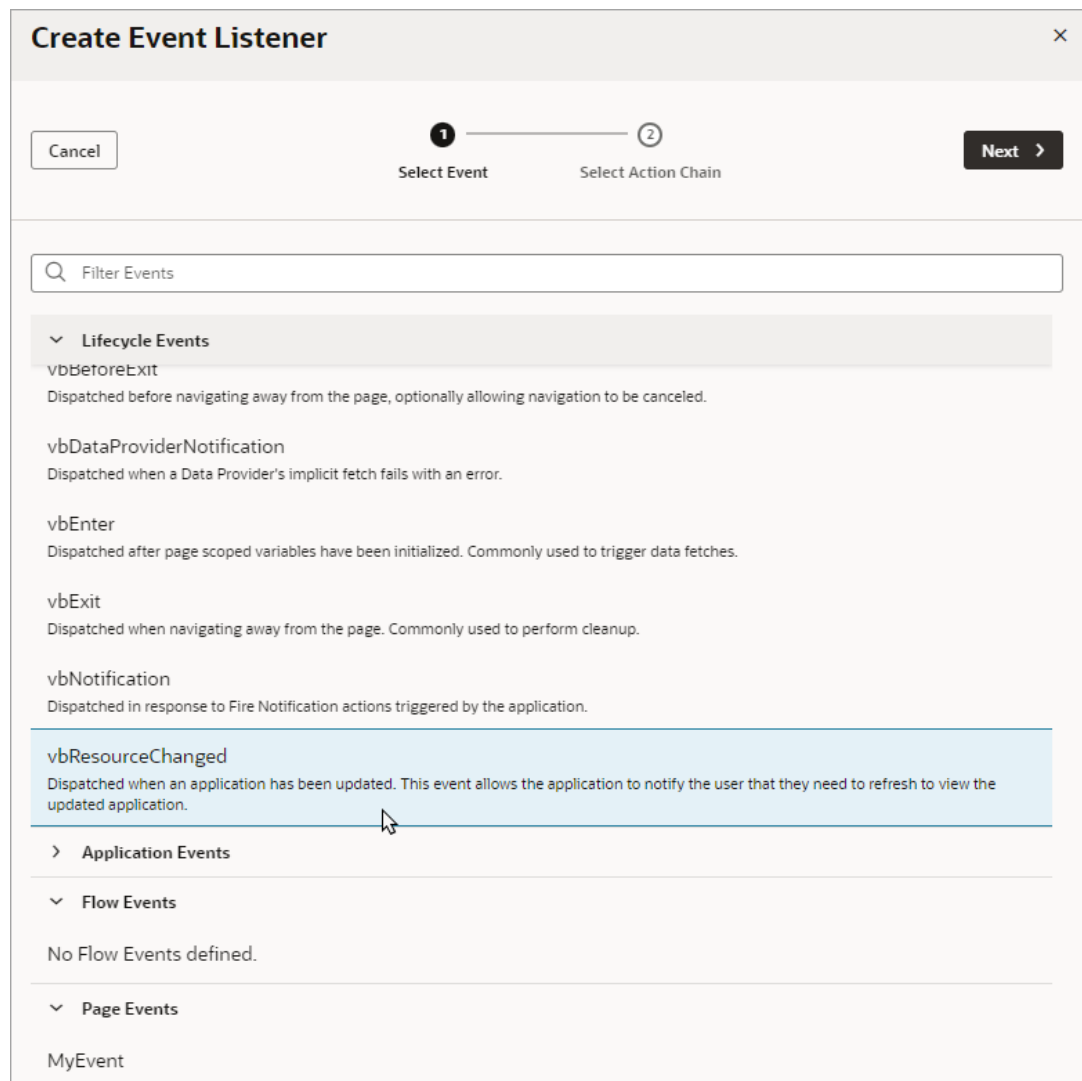 Create Event Listener
Cancel
1
2
Next
Select Event
Select Action Chain
Filter Events
Lifecycle Events
vbBeforeExit
Dispatched before navigating away from the page, optionally allowing navigation to be canceled.
vbDataProviderNotification
Dispatched when a Data Provider's implicit fetch fails with an error.
vbEnter
Dispatched after page scoped variables have been initialized. Commonly used to trigger data fetches.
vbExit
Dispatched when navigating away from the page. Commonly used to perform cleanup.
vbNotification
Dispatched in response to Fire Notification actions triggered by the application.
vbResourceChanged
Dispatched when an application has been updated. This event allows the application to notify the user that they need to refresh to view the
updated application.
Application Events
Flow Events
No Flow Events defined.
Page Events
MyEvent